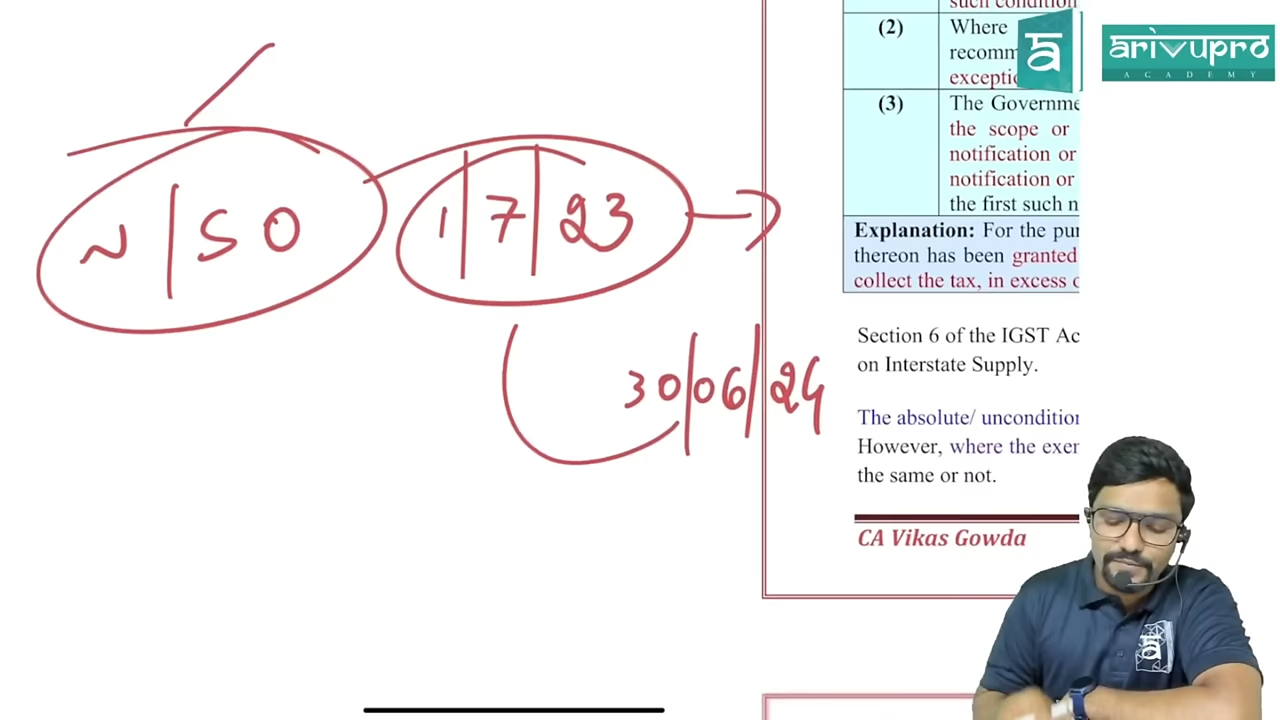 N/SO 1/7/23
30/06/24
such condition
(2) Where
recomm
exceptio
(3) The Governme
the scope or
notification or
notification or
the first such n
Explanation: For the pur
thereon has been granted
collect the tax, in excess o
Section 6 of the IGST Ac
on Interstate Supply.
The absolute/ uncondition
However, where the exer
the same or not.
CA Vikas Gowda
arivupro
ACADEMY